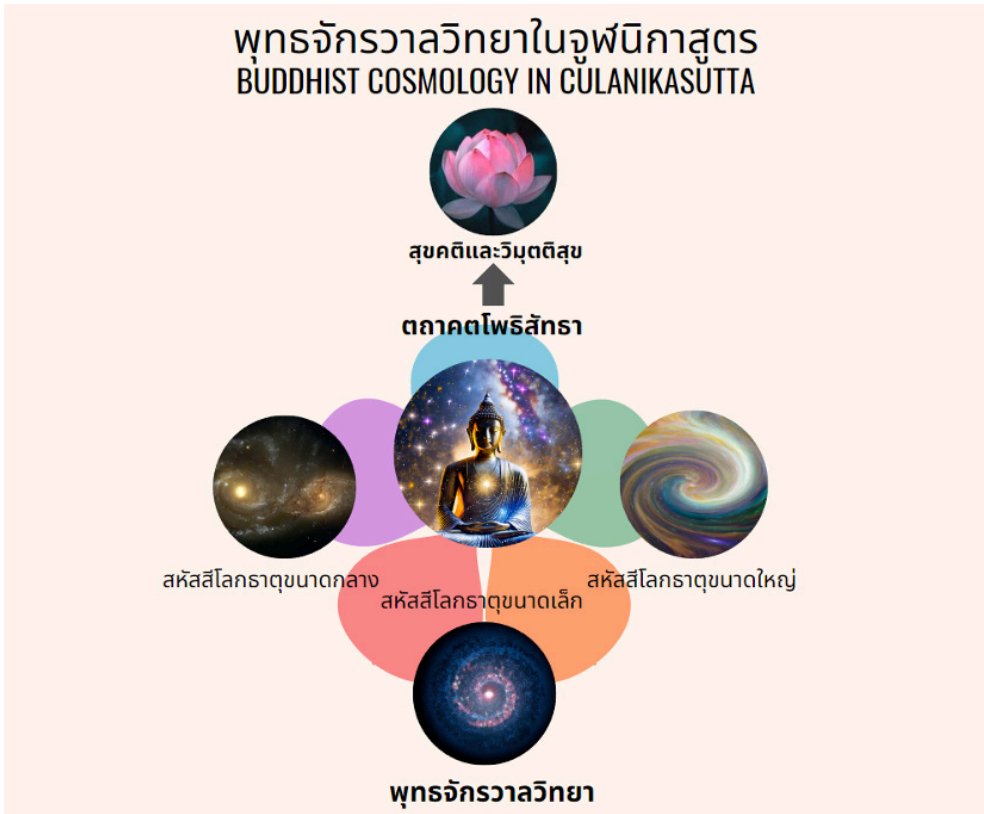 พุทธจักรวาลวิทยาในจูฬนิกาสูตร
BUDDHIST COSMOLOGY IN CULANIKASUTTA
สุขคติและวิมุตติสุข
ตถาคตโพธิสัทธา
สหัสสีโลกธาตุขนาดกลาง
สหัสสีโลกธาตุขนาดใหญ่
สหัสสีโลกธาตุขนาดเล็ก
พุทธจักรวาลวิทยา